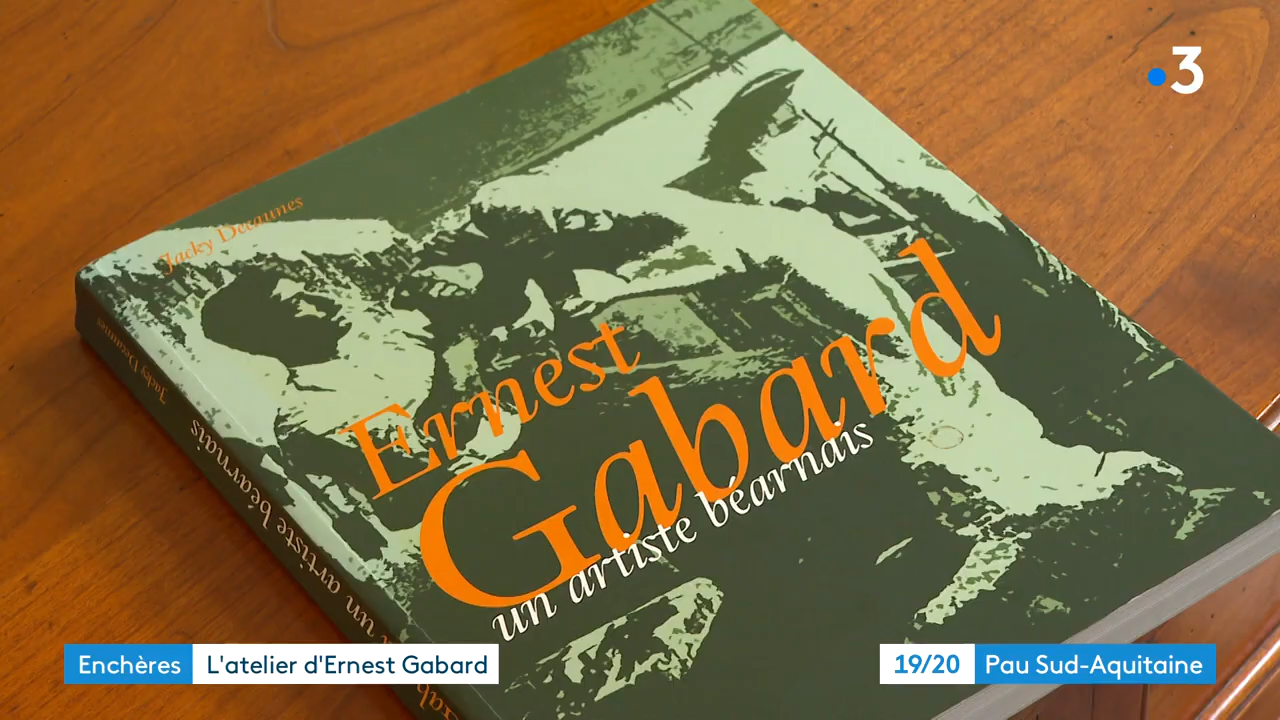 3
Jacky Decaunes
Ernest
Gabard
un artiste béarnais
Jacky Decaunes
un artiste béarnais
Enchères
L'atelier d'Ernest Gabard
19/20
Pau Sud-Aquitaine